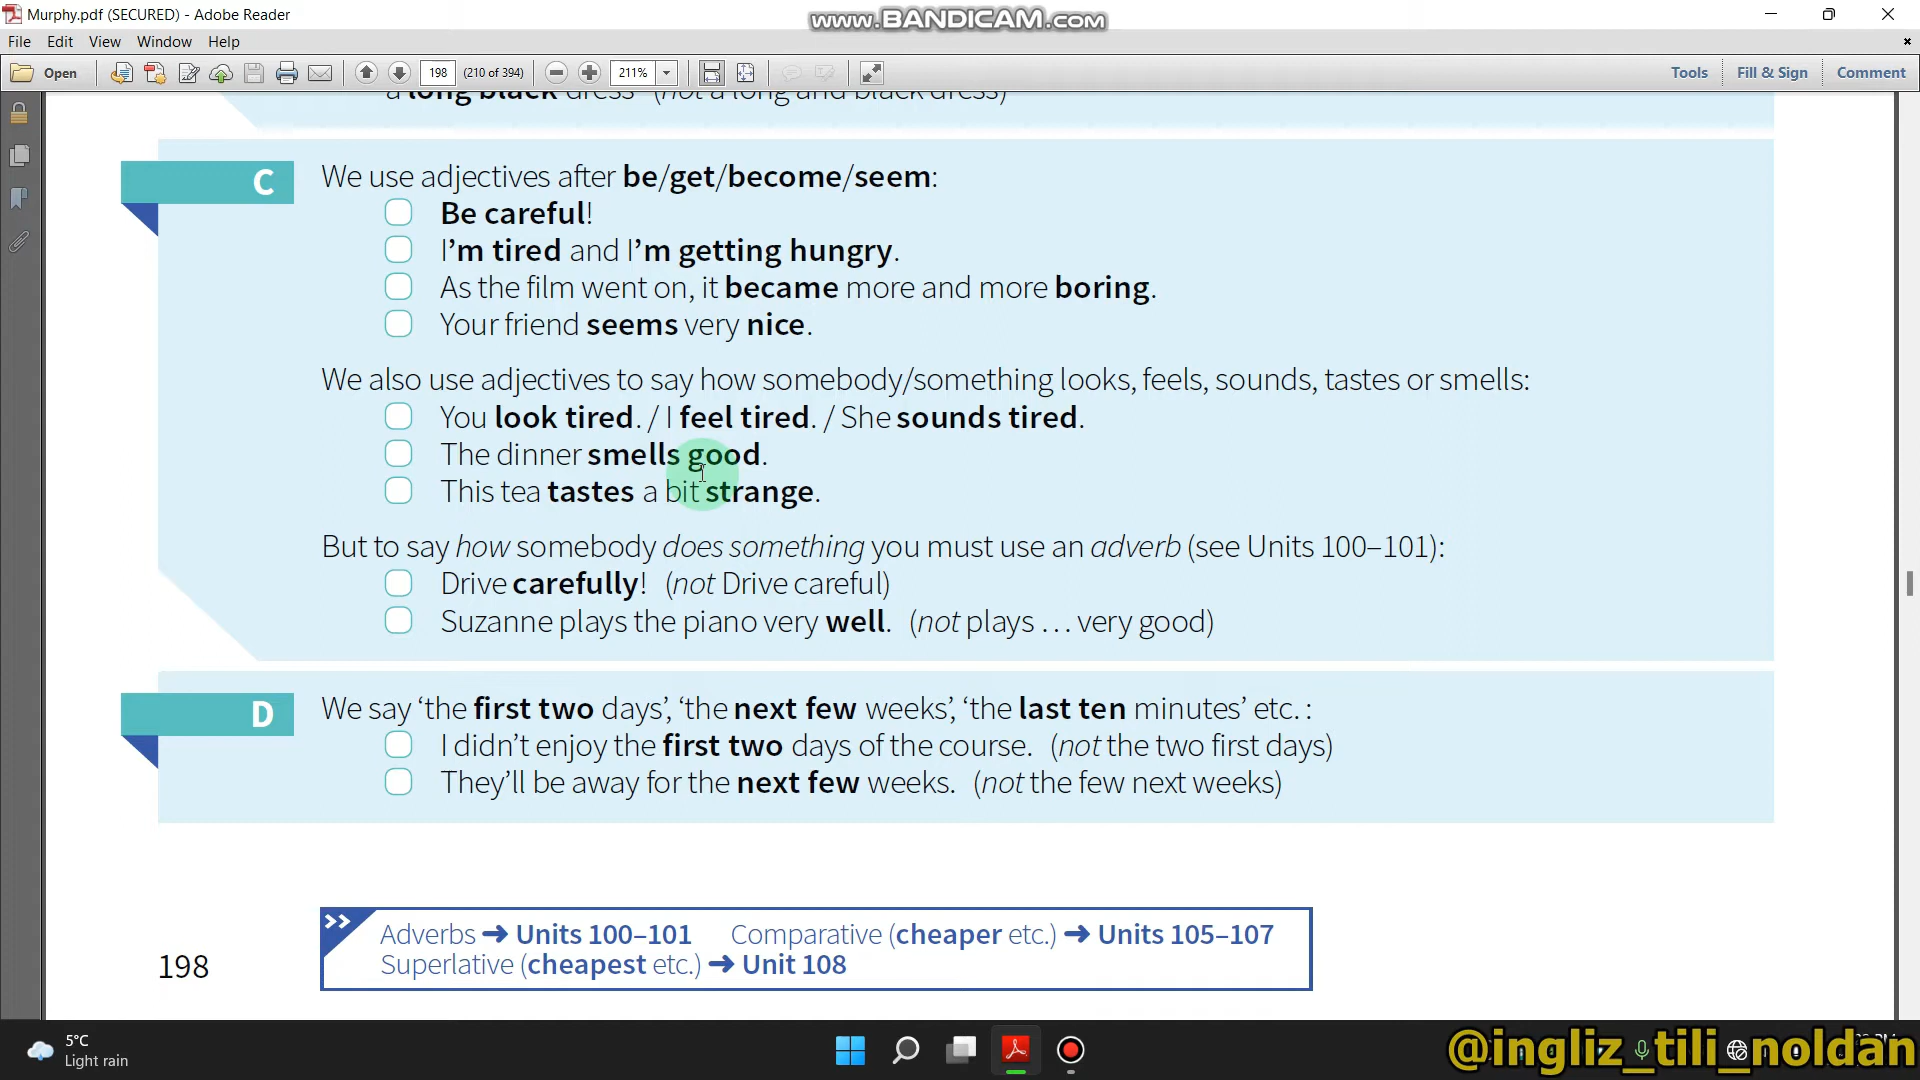 Murphy.pdf (SECURED) - Adobe Reader
www.BANDICAM.com
File Edit View Window Help
Open 198 (210 of 394) 211% Tools Fill & Sign Comment
a long black dress (not a long and black dress)
C We use adjectives after be/get/become/seem:
Be careful!
I'm tired and I'm getting hungry.
As the film went on, it became more and more boring.
Your friend seems very nice.
We also use adjectives to say how somebody/something looks, feels, sounds, tastes or smells:
You look tired. / I feel tired. / She sounds tired.
The dinner smells good.
This tea tastes a bit strange.
But to say how somebody does something you must use an adverb (see Units 100–101):
Drive carefully! (not Drive careful)
Suzanne plays the piano very well. (not plays … very good)
D We say ‘the first two days’, ‘the next few weeks’, ‘the last ten minutes’ etc. :
I didn’t enjoy the first two days of the course. (not the two first days)
They’ll be away for the next few weeks. (not the few next weeks)
>> Adverbs ➜ Units 100–101 Comparative (cheaper etc.) ➜ Units 105–107
Superlative (cheapest etc.) ➜ Unit 108
198
5°C
Light rain
@ingliz_tili_noldan